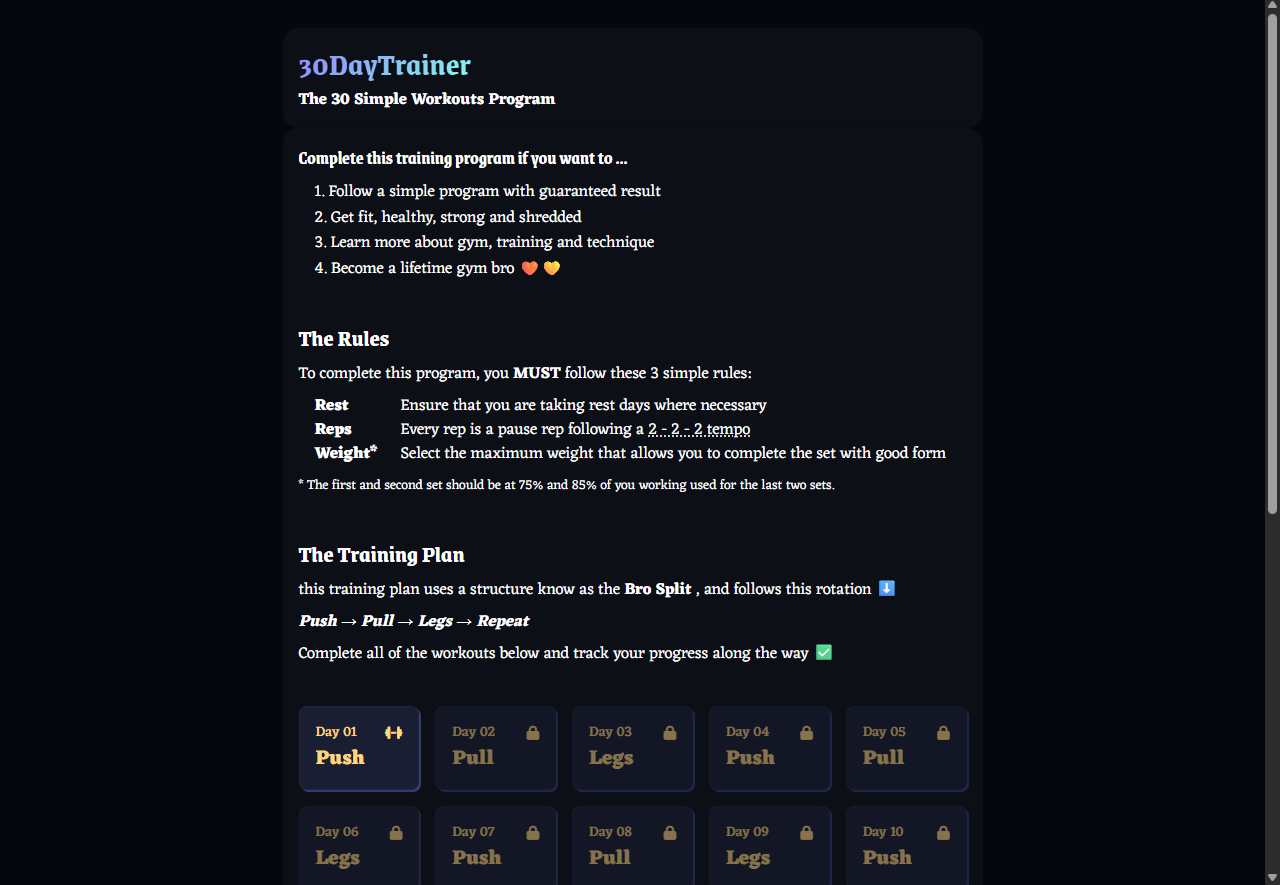 30DayTrainer
The 30 Simple Workouts Program
Complete this training program if you want to ...
1. Follow a simple program with guaranteed result
2. Get fit, healthy, strong and shredded
3. Learn more about gym, training and technique
4. Become a lifetime gym bro 🧡 💛
The Rules
To complete this program, you MUST follow these 3 simple rules:
Rest Ensure that you are taking rest days where necessary
Reps Every rep is a pause rep following a 2 - 2 - 2 tempo
Weight* Select the maximum weight that allows you to complete the set with good form
* The first and second set should be at 75% and 85% of you working used for the last two sets.
The Training Plan
this training plan uses a structure know as the Bro Split , and follows this rotation ⬇️
Push → Pull → Legs → Repeat
Complete all of the workouts below and track your progress along the way ✅
Day 01 Day 02 Day 03 Day 04 Day 05
Push Pull Legs Push Pull
Day 06 Day 07 Day 08 Day 09 Day 10
Legs Push Pull Legs Push